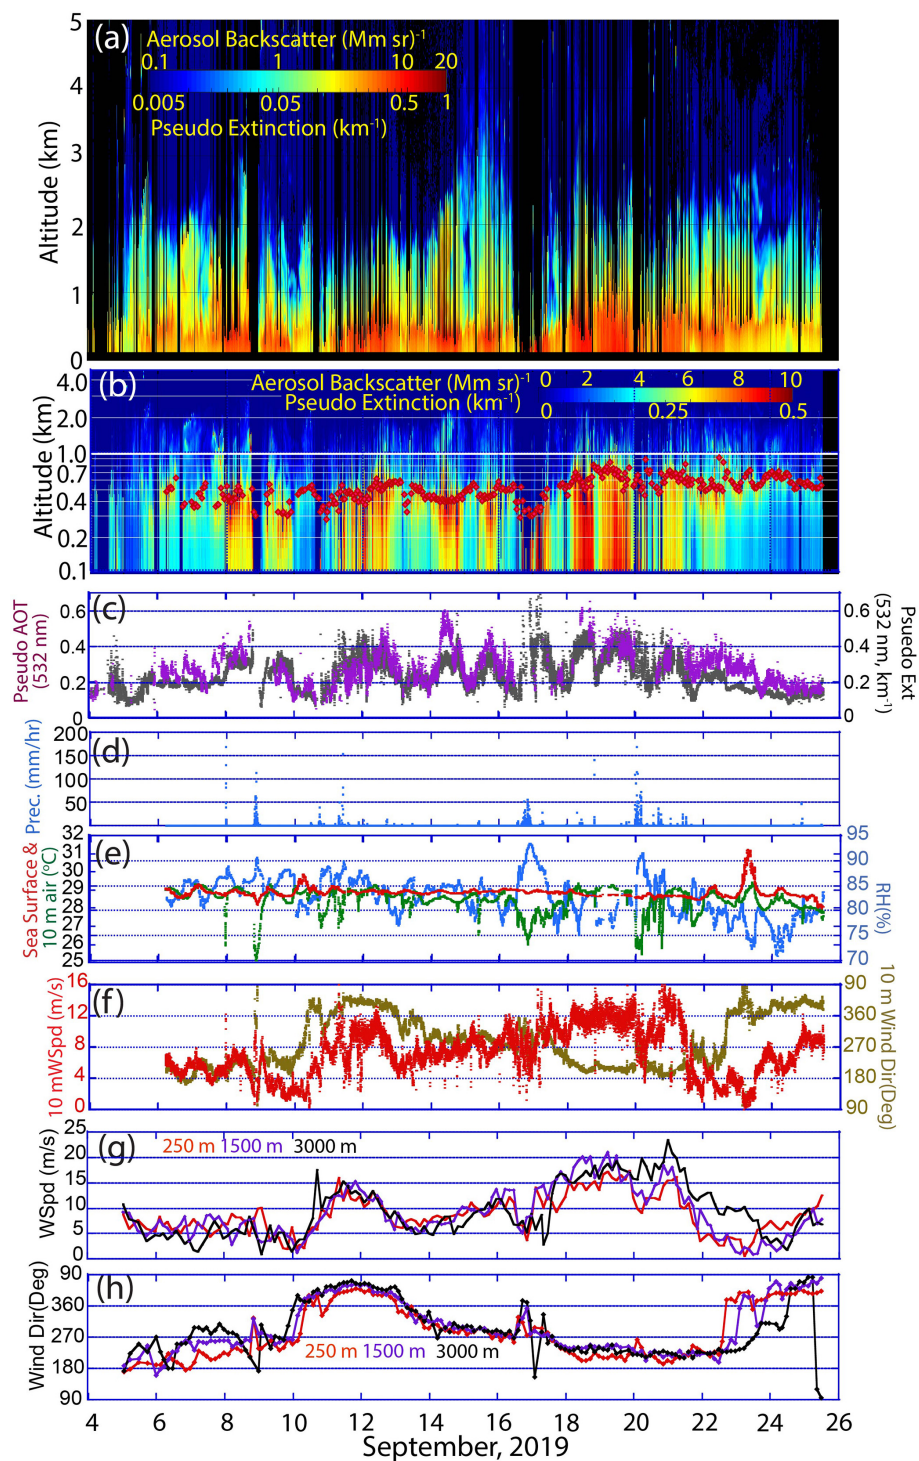 (a)
Aerosol Backscatter (Mm sr)-1
0.1 1 10 20
0.005 0.05 0.5 1
Pseudo Extinction (km-1)
5
4
3
2
1
0
Altitude (km)
(b)
Aerosol Backscatter (Mm sr)-1
Pseudo Extinction (km-1)
0 2 4 6 8 10
0 0.25 0.5
4.0
2.0
1.0
0.7
0.4
0.2
0.1
Altitude (km)
(c)
Pseudo AOT
(532 nm)
0.6
0.4
0.2
0
0.6
0.4
0.2
0
Psuedo Ext
(532 nm, km-1)
(d)
Prec. (mm/hr)
200
150
100
50
(e)
Sea Surface &
10 m air (°C)
32
31
30
29
28
27
26
25
95
90
85
80
75
70
RH(%)
(f)
10 mWSpd (m/s)
16
12
8
4
0
90
360
270
180
90
10 m Wind Dir(Deg)
(g)
250 m 1500 m 3000 m
WSpd (m/s)
25
20
15
10
5
0
(h)
Wind Dir(Deg)
90
360
270
180
90
250 m 1500 m 3000 m
4 6 8 10 12 14 16 18 20 22 24 26
September, 2019